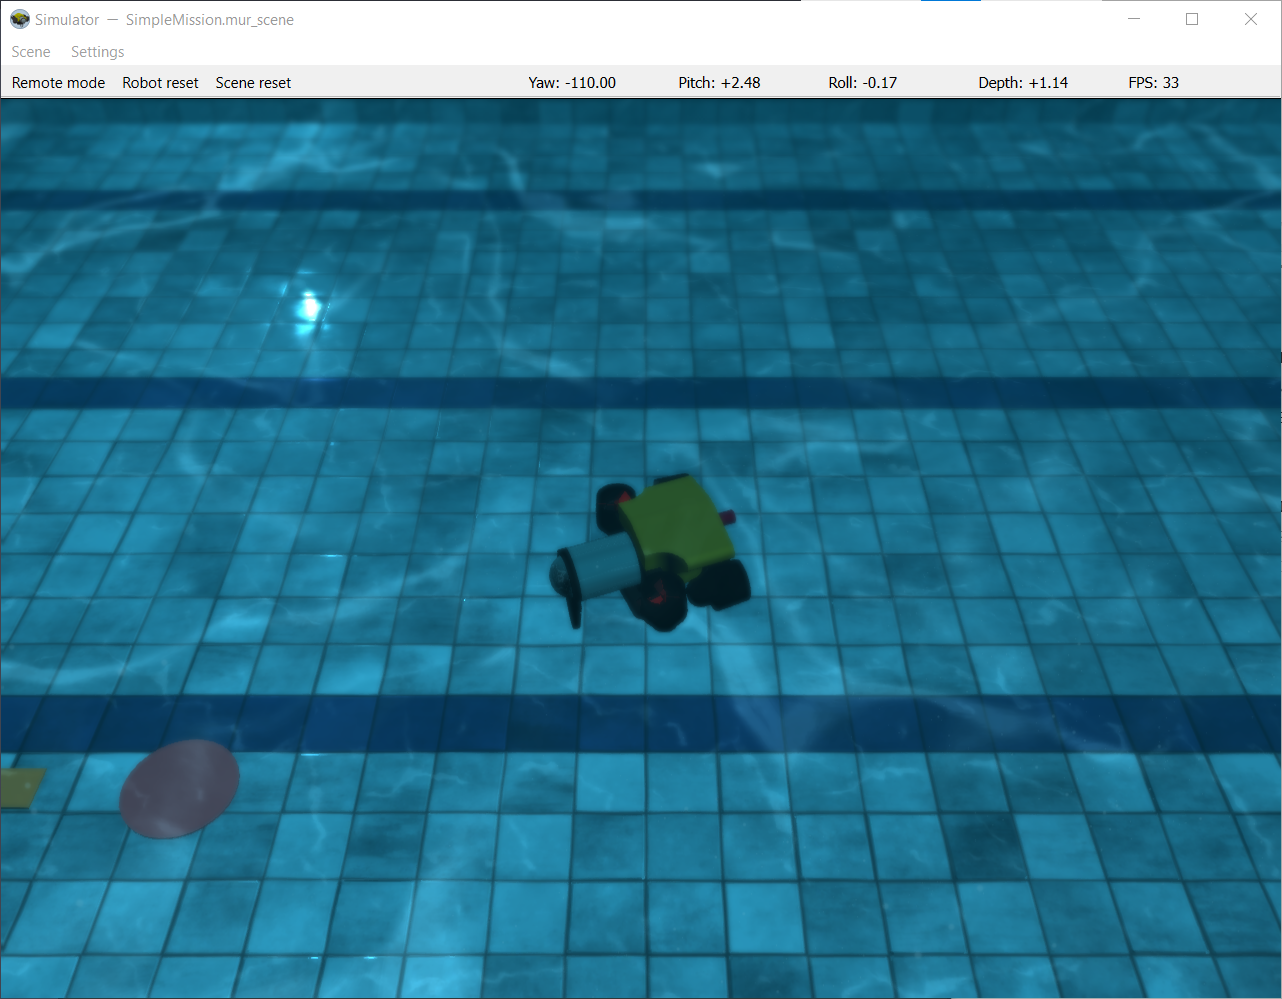 Simulator — SimpleMission.mur_scene
Scene Settings
Remote mode Robot reset Scene reset Yaw: -110.00 Pitch: +2.48 Roll: -0.17 Depth: +1.14 FPS: 33